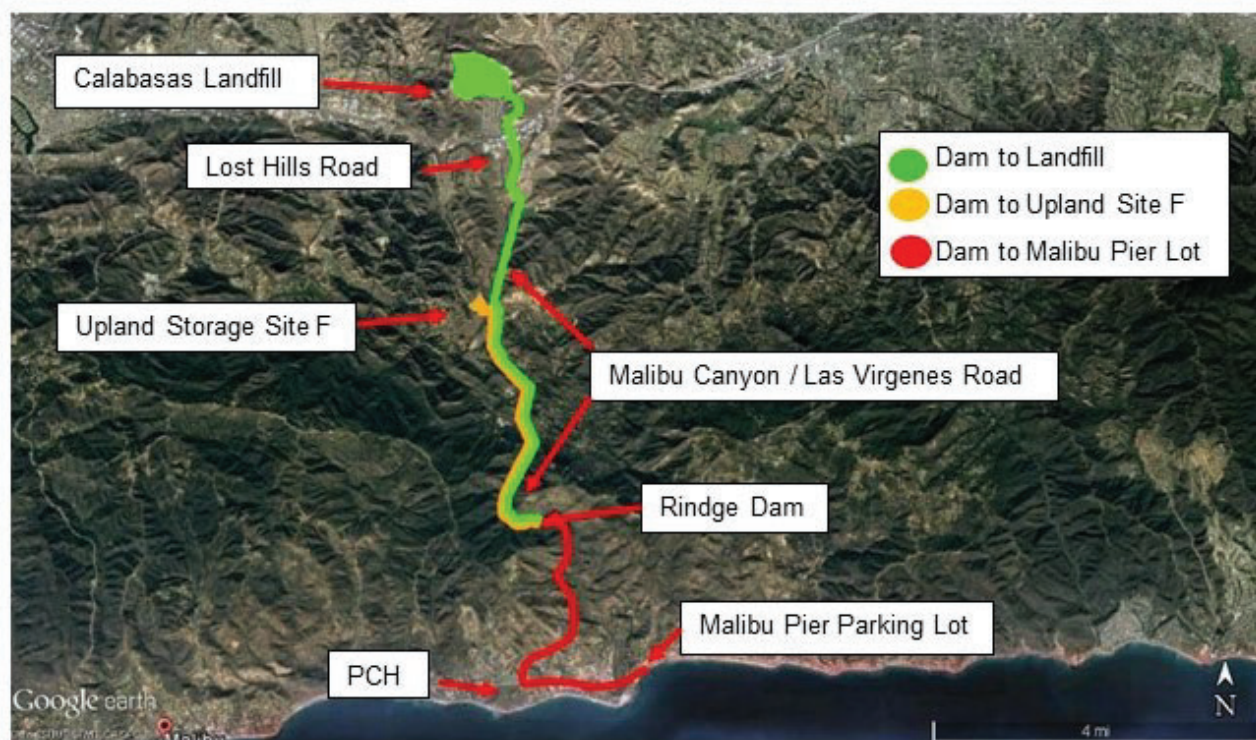 Calabasas Landfill
Lost Hills Road
Dam to Landfill
Dam to Upland Site F
Dam to Malibu Pier Lot
Upland Storage Site F
Malibu Canyon / Las Virgenes Road
Rindge Dam
Malibu Pier Parking Lot
PCH
Google earth
N
4 mi
Malibu